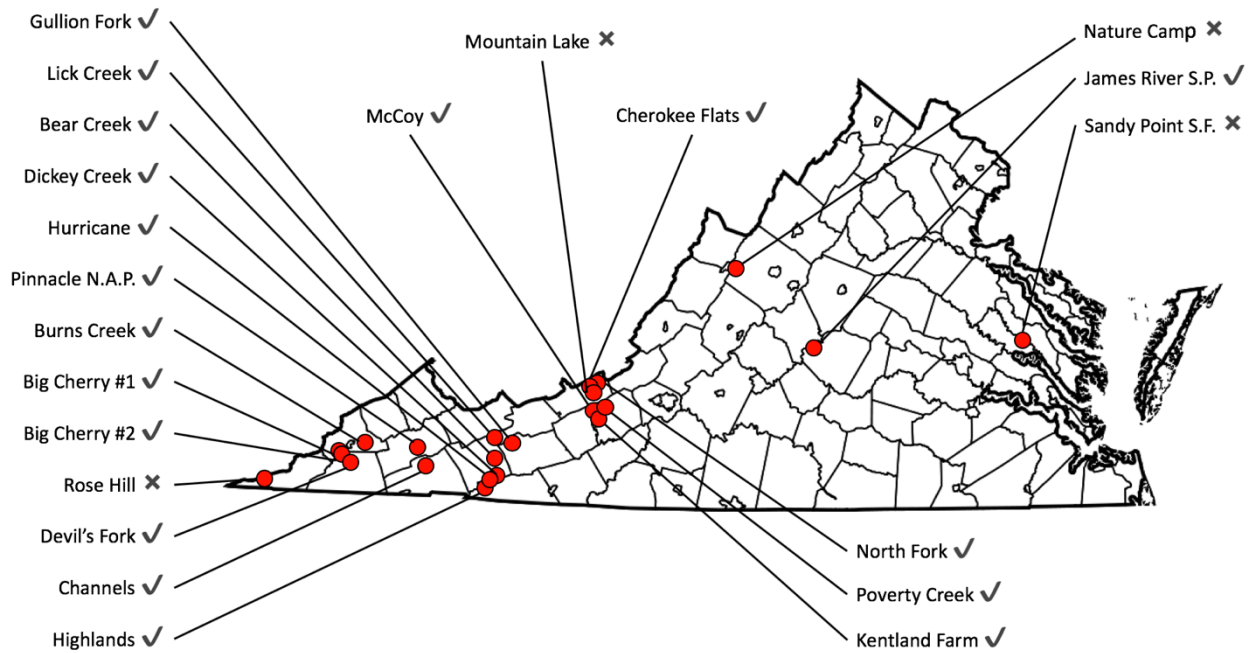 Gullion Fork ✓
Lick Creek ✓
Bear Creek ✓
Dickey Creek ✓
Hurricane ✓
Pinnacle N.A.P. ✓
Burns Creek ✓
Big Cherry #1 ✓
Big Cherry #2 ✓
Rose Hill ✖
Devil's Fork ✓
Channels ✓
Highlands ✓
McCoy ✓
Mountain Lake ✖
Cherokee Flats ✓
Nature Camp ✖
James River S.P. ✓
Sandy Point S.F. ✖
North Fork ✓
Poverty Creek ✓
Kentland Farm ✓